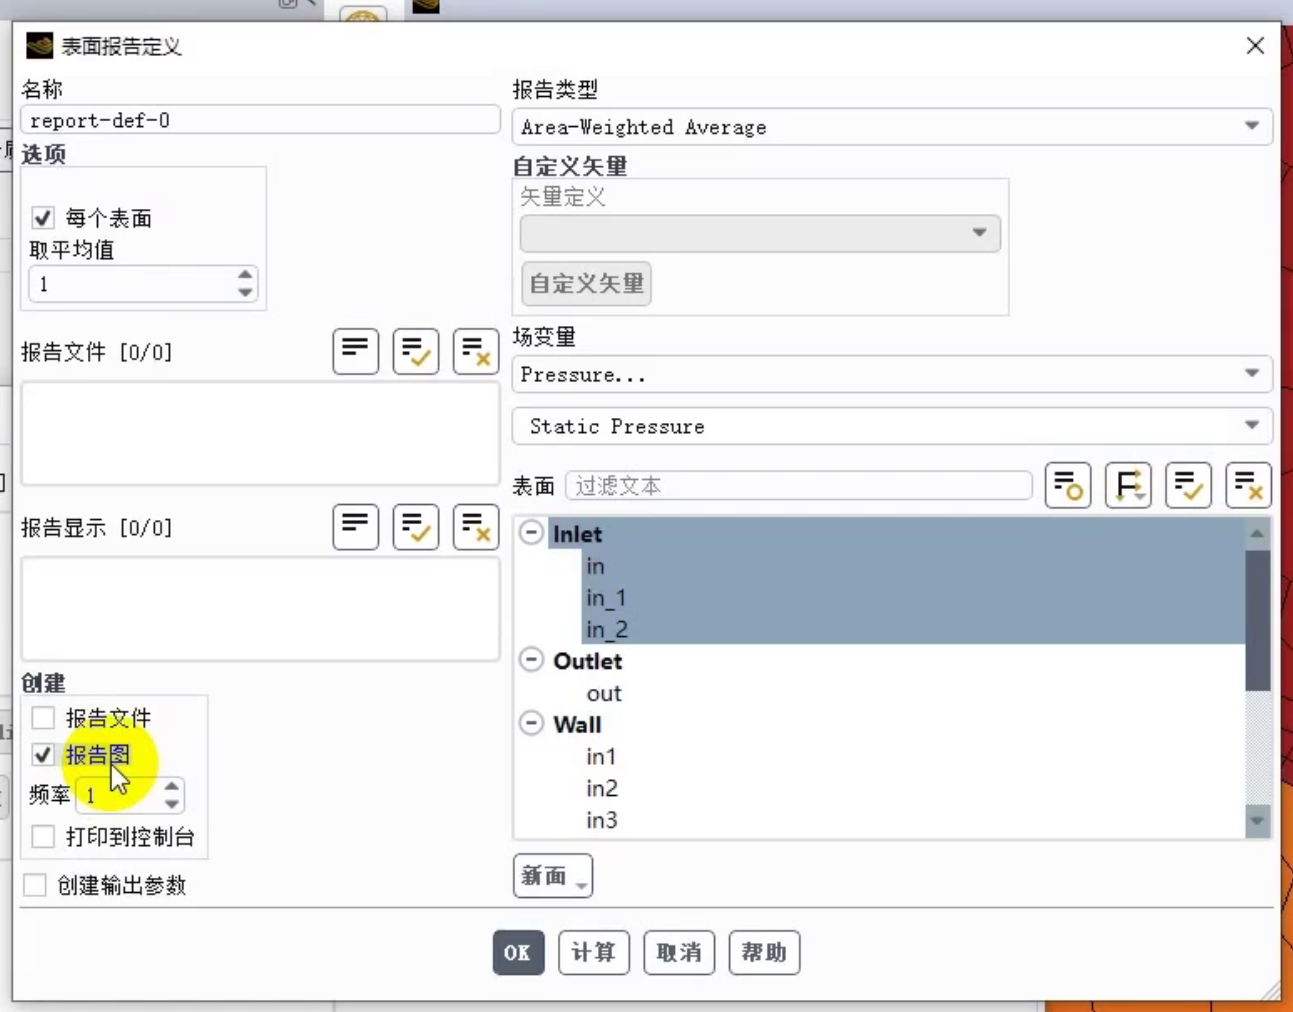 表面报告定义
名称
report-def-0
选项
每个表面
取平均值
1
报告文件 [0/0]
报告显示 [0/0]
创建
报告文件
报告图
频率 1
打印到控制台
创建输出参数
报告类型
Area-Weighted Average
自定义矢量
矢量定义
自定义矢量
场变量
Pressure...
Static Pressure
表面 过滤文本
Inlet
in
in_1
in_2
Outlet
out
Wall
in1
in2
in3
新面
OK 计算 取消 帮助